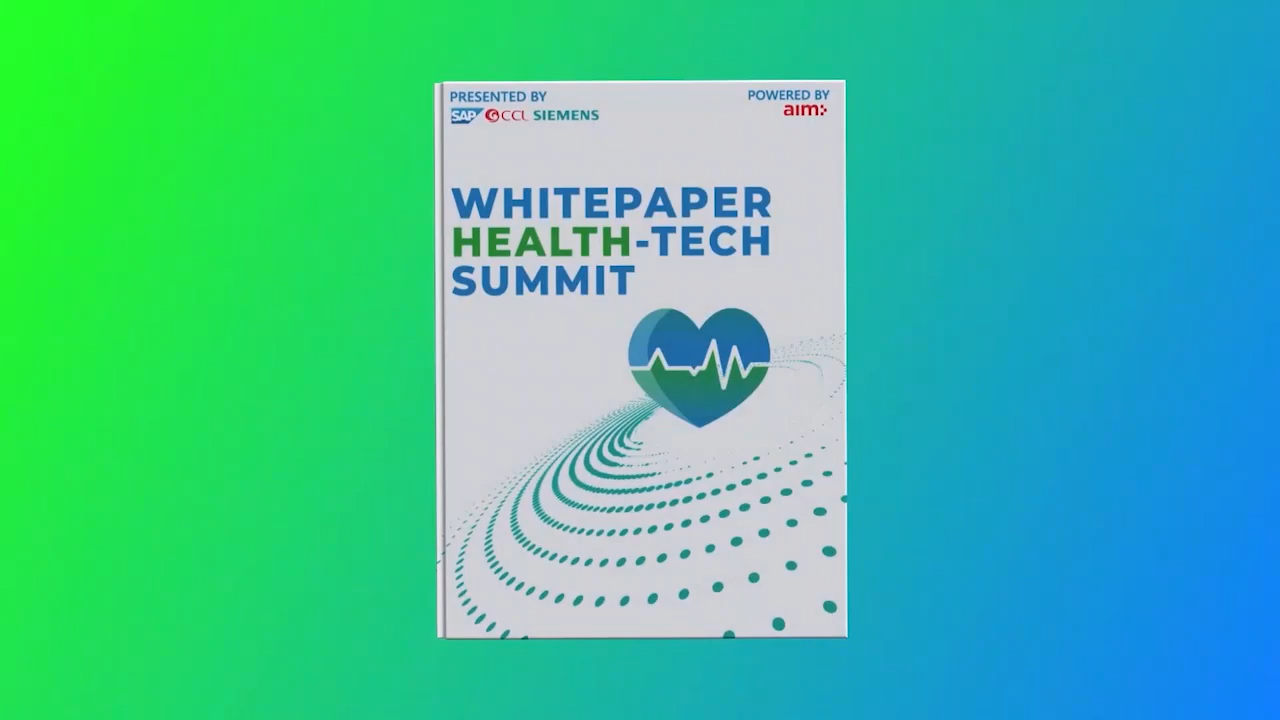 PRESENTED BY
SAP CCL SIEMENS
POWERED BY
aim:
WHITEPAPER
HEALTH-TECH
SUMMIT